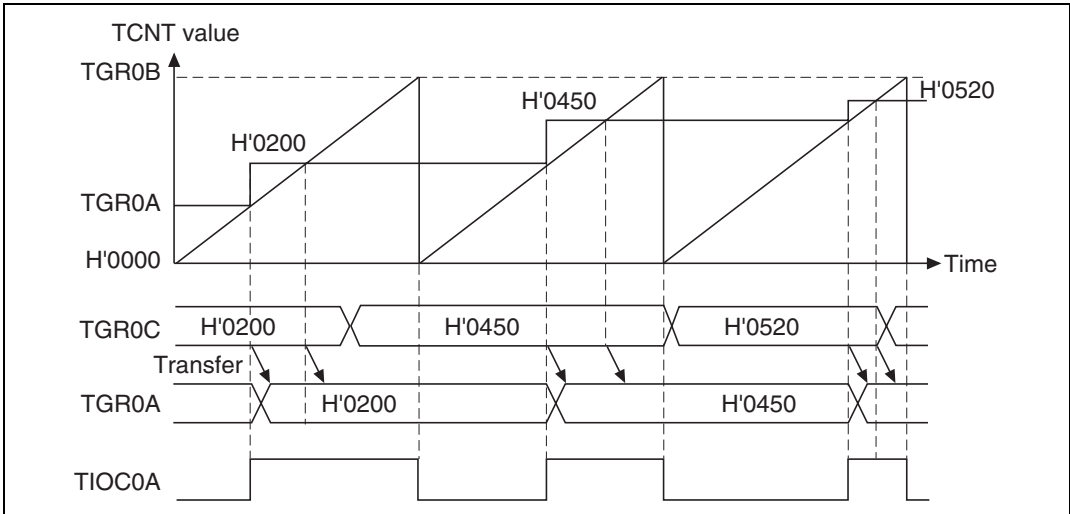 TCNT value
TGR0B
H'0520
H'0450
H'0200
TGR0A
H'0000
Time
TGR0C
H'0200
H'0450
H'0520
Transfer
TGR0A
H'0200
H'0450
TIOC0A